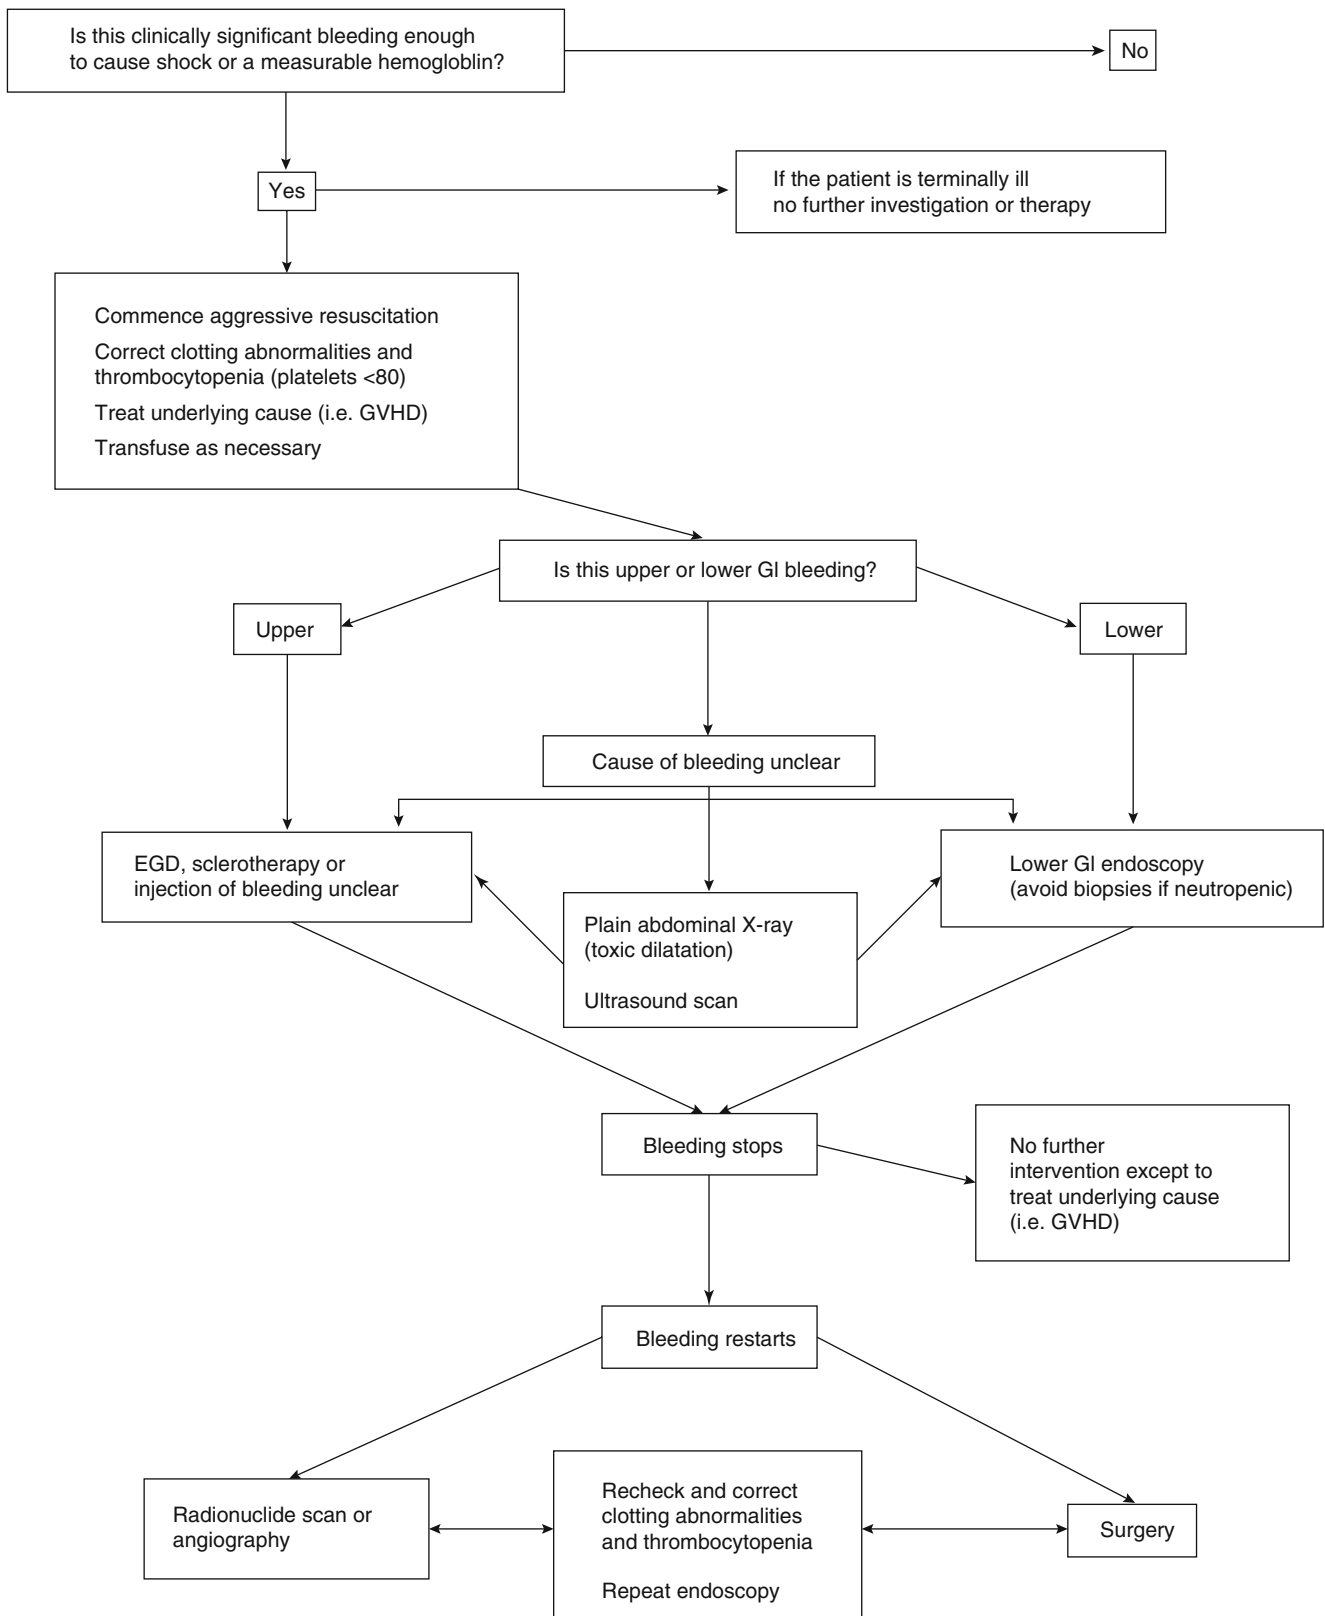 Is this clinically significant bleeding enough
to cause shock or a measurable hemoglobin?
No
Yes
If the patient is terminally ill
no further investigation or therapy
Commence aggressive resuscitation
Correct clotting abnormalities and
thrombocytopenia (platelets <80)
Treat underlying cause (i.e. GVHD)
Transfuse as necessary
Is this upper or lower GI bleeding?
Upper
Lower
Cause of bleeding unclear
EGD, sclerotherapy or
injection of bleeding unclear
Lower GI endoscopy
(avoid biopsies if neutropenic)
Plain abdominal X-ray
(toxic dilatation)
Ultrasound scan
Bleeding stops
No further
intervention except to
treat underlying cause
(i.e. GVHD)
Bleeding restarts
Radionuclide scan or
angiography
Recheck and correct
clotting abnormalities
and thrombocytopenia
Repeat endoscopy
Surgery